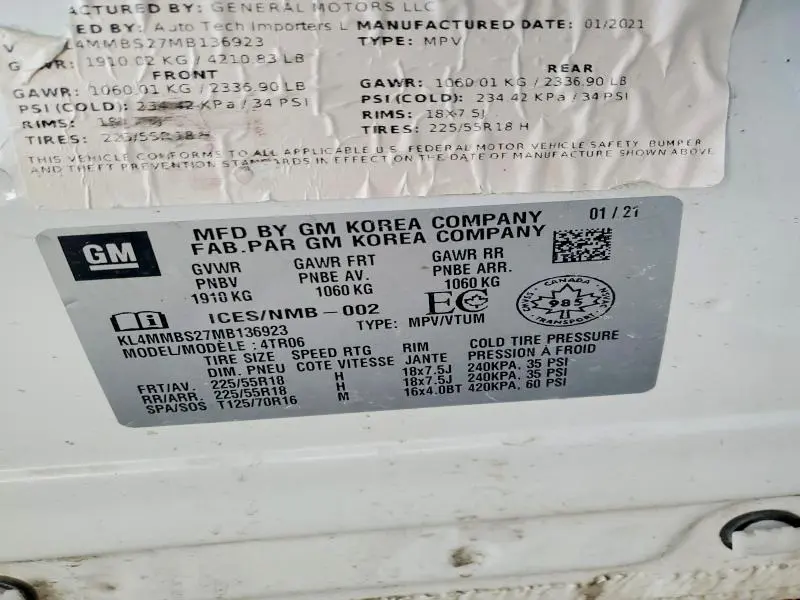 ACTURED BY: GENERAL MOTORS LLC
ED BY: Auto Tech Importers L MANUFACTURED DATE: 01/2021
V L4MMBS27MB136923 TYPE: MPV
G WR: 1910.02 KG / 4210.83 LB
FRONT REAR
GAWR: 1060.01 KG / 2336.90 LB GAWR: 1060.01 KG / 2336.90 LB
PSI (COLD): 234.42 KPa / 34 PSI PSI (COLD): 234.42 KPa / 34 PSI
RIMS: RIMS: 18X7.5J
TIRES: 225/55R18 H TIRES: 225/55R18 H
THIS VEHICLE CONFORMS TO ALL APPLICABLE U.S. FEDERAL MOTOR VEHICLE SAFETY, BUMPER,
AND THEFT PREVENTION STANDARDS IN EFFECT ON THE DATE OF MANUFACTURE SHOWN ABOVE
GM
MFD BY GM KOREA COMPANY 01 / 21
FAB.PAR GM KOREA COMPANY
GVWR GAWR FRT GAWR RR
PNBV PNBE AV. PNBE ARR.
1910 KG 1060 KG 1060 KG
ICES/NMB-002
KL4MMBS27MB136923 TYPE: MPV/VTUM
MODEL/MODÈLE: 4TR06
EC
CANADA
985
TRANSPORT
TIRE SIZE SPEED RTG RIM COLD TIRE PRESSURE
DIM. PNEU COTE VITESSE JANTE PRESSION À FROID
FRT/AV. 225/55R18 H 18x7.5J 240KPA, 35 PSI
RR/ARR. 225/55R18 H 18x7.5J 240KPA, 35 PSI
SPA/SOS T125/70R16 M 16x4.0BT 420KPA, 60 PSI